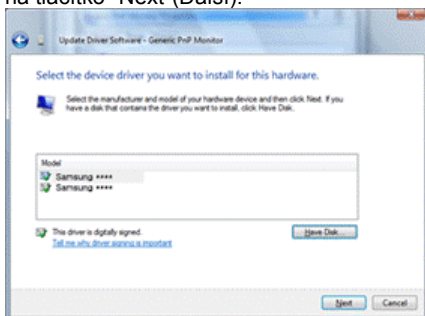 na tlačítko "Next"(Další).
Update Driver Software - Generic PnP Monitor
Select the device driver you want to install for this hardware.
Select the manufacturer and model of your hardware device and then click Next. If you
have a disk that contains the driver you want to install, click Have Disk.
Model
Samsung ****
Samsung ****
This driver is digitally signed.
Have Disk...
Tell me why driver signing is important
Next
Cancel